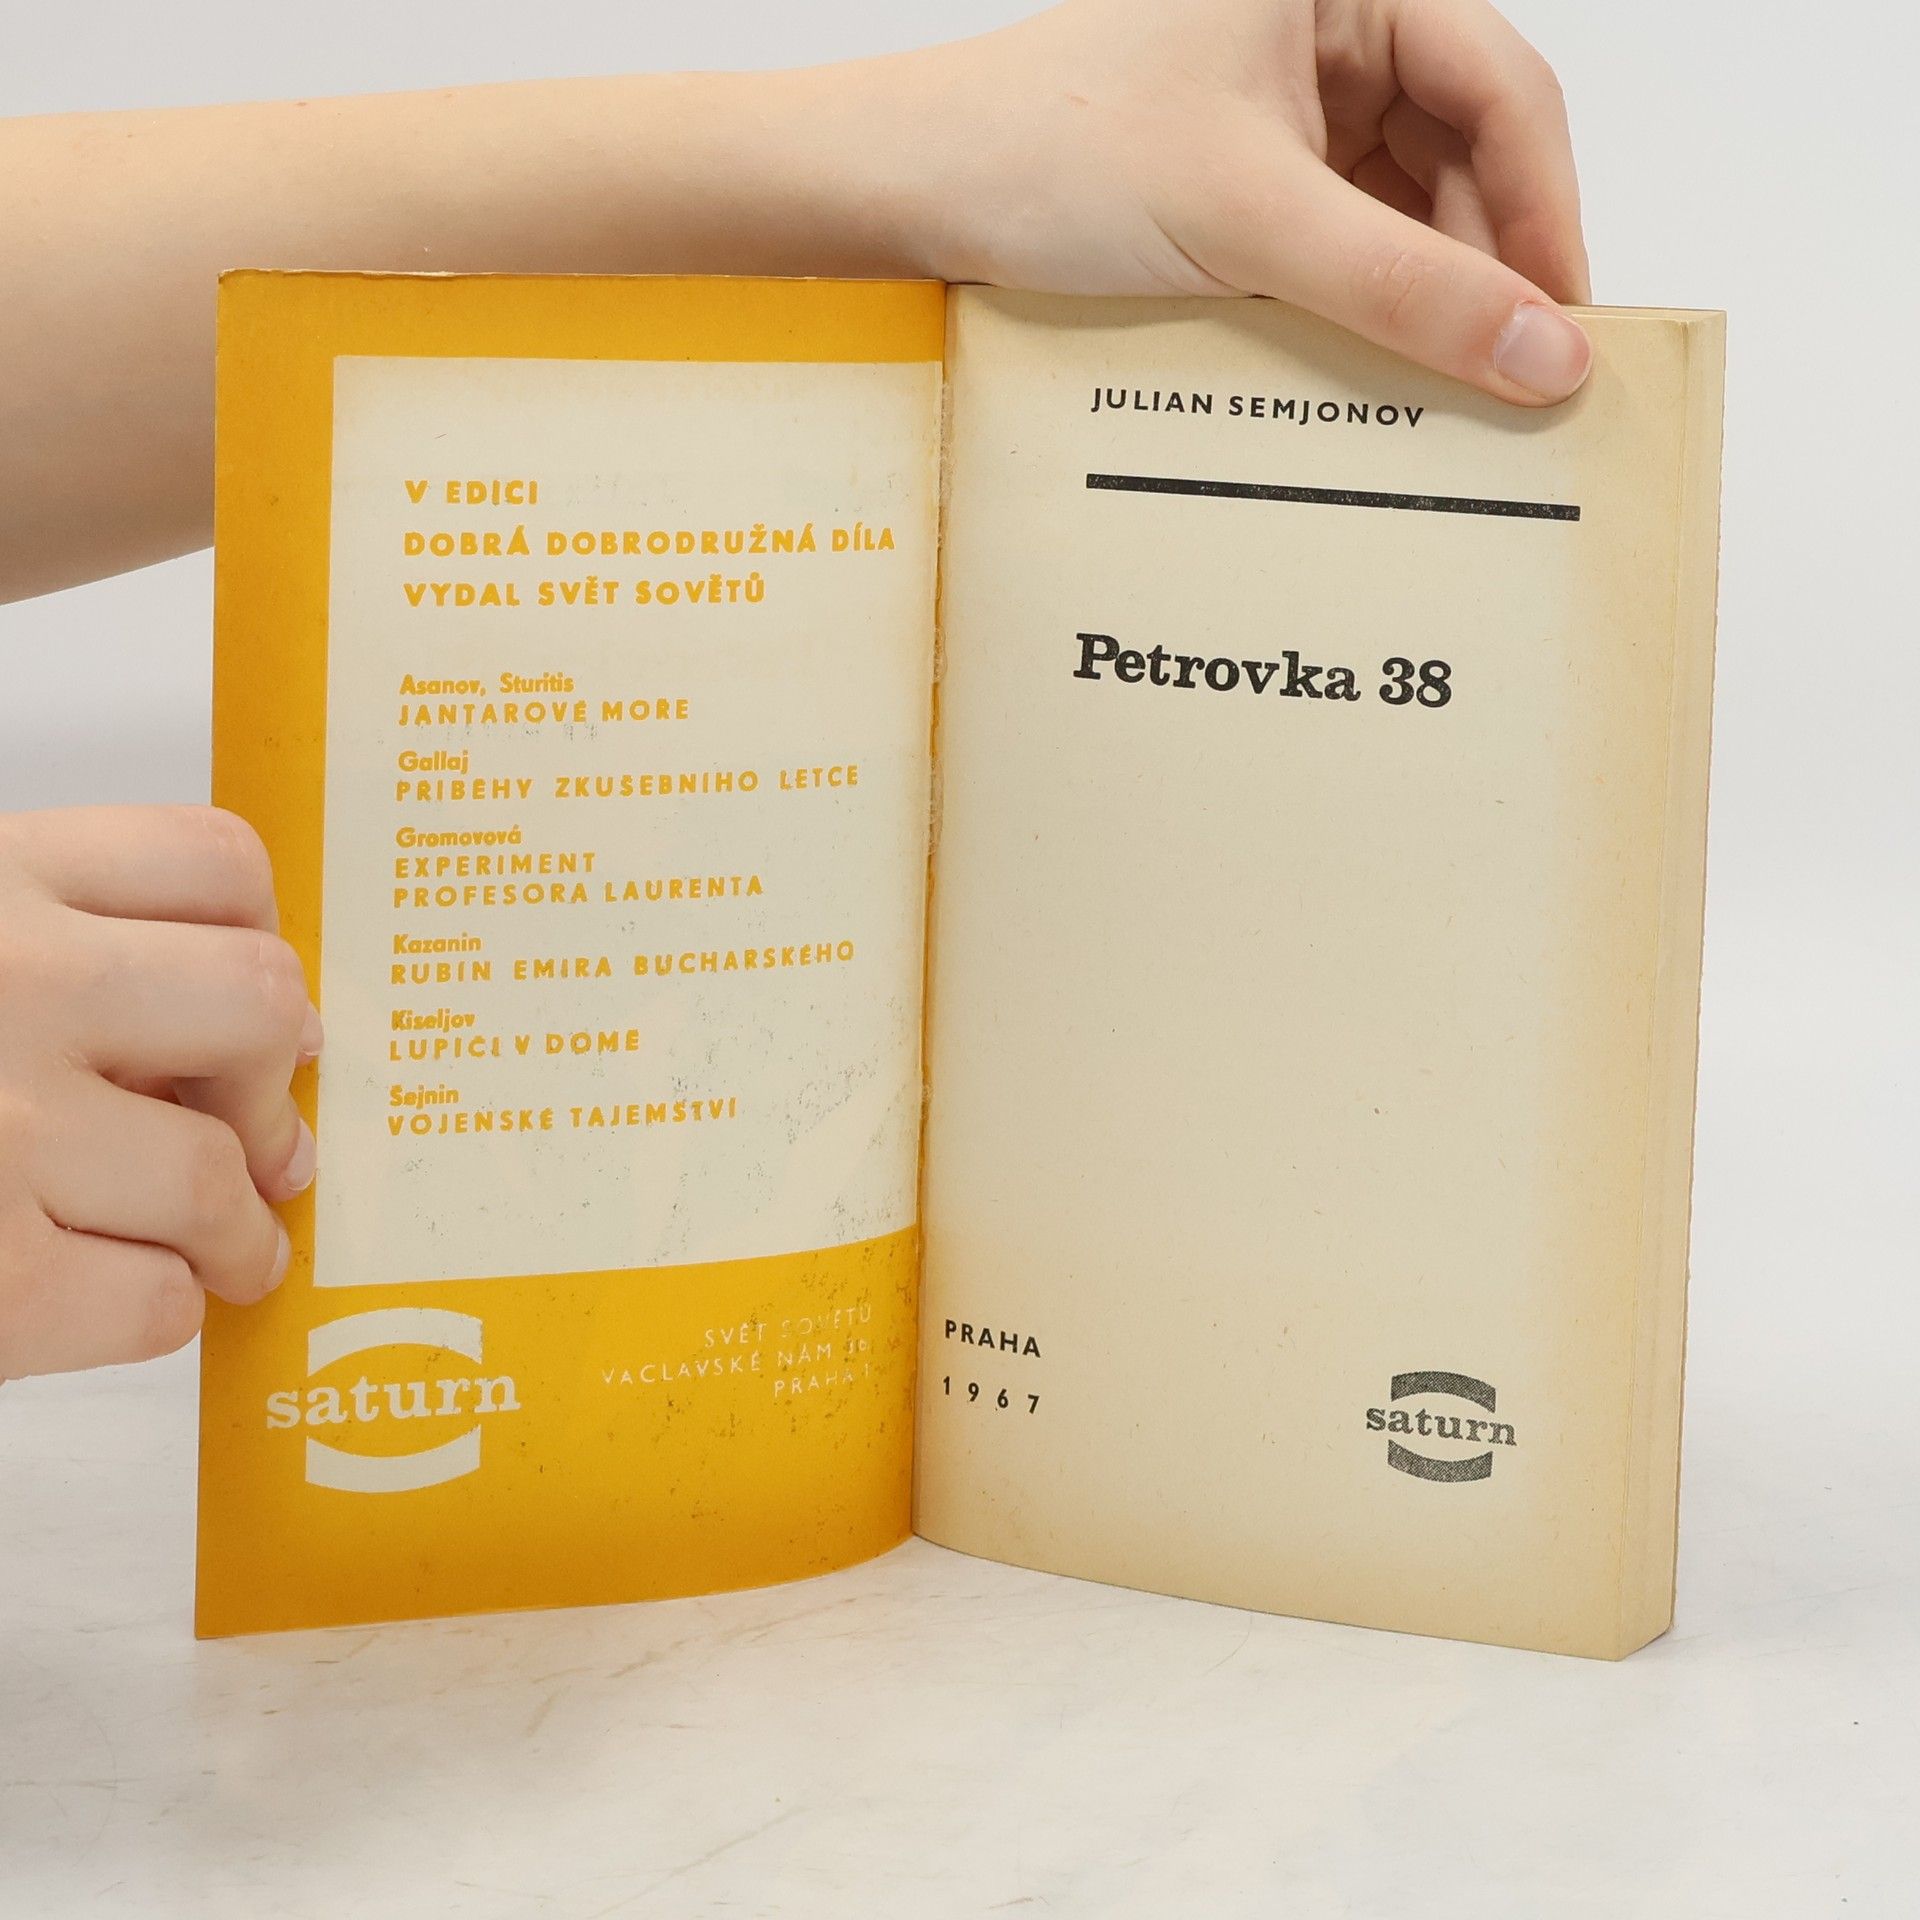 V EDICI
DOBRÁ DOBRODRUŽNÁ DÍLA
VYDAL SVĚT SOVĚTŮ
Asanov, Sturitis
JANTAROVÉ MOŘE
Gallaj
PŘÍBĚHY ZKUŠEBNÍHO LETCE
Gromovová
EXPERIMENT
PROFESORA LAURENTA
Kazanin
RUBÍN EMÍRA BUCHARSKÉHO
Kiseljov
LUPIČI V DOMĚ
Šejnin
VOJENSKÉ TAJEMSTVÍ
saturn
SVĚT SOVĚTŮ
VÁCLAVSKÉ NÁM
PRAHA 1
JULIAN SEMJONOV
Petrovka 38
PRAHA
1967
saturn